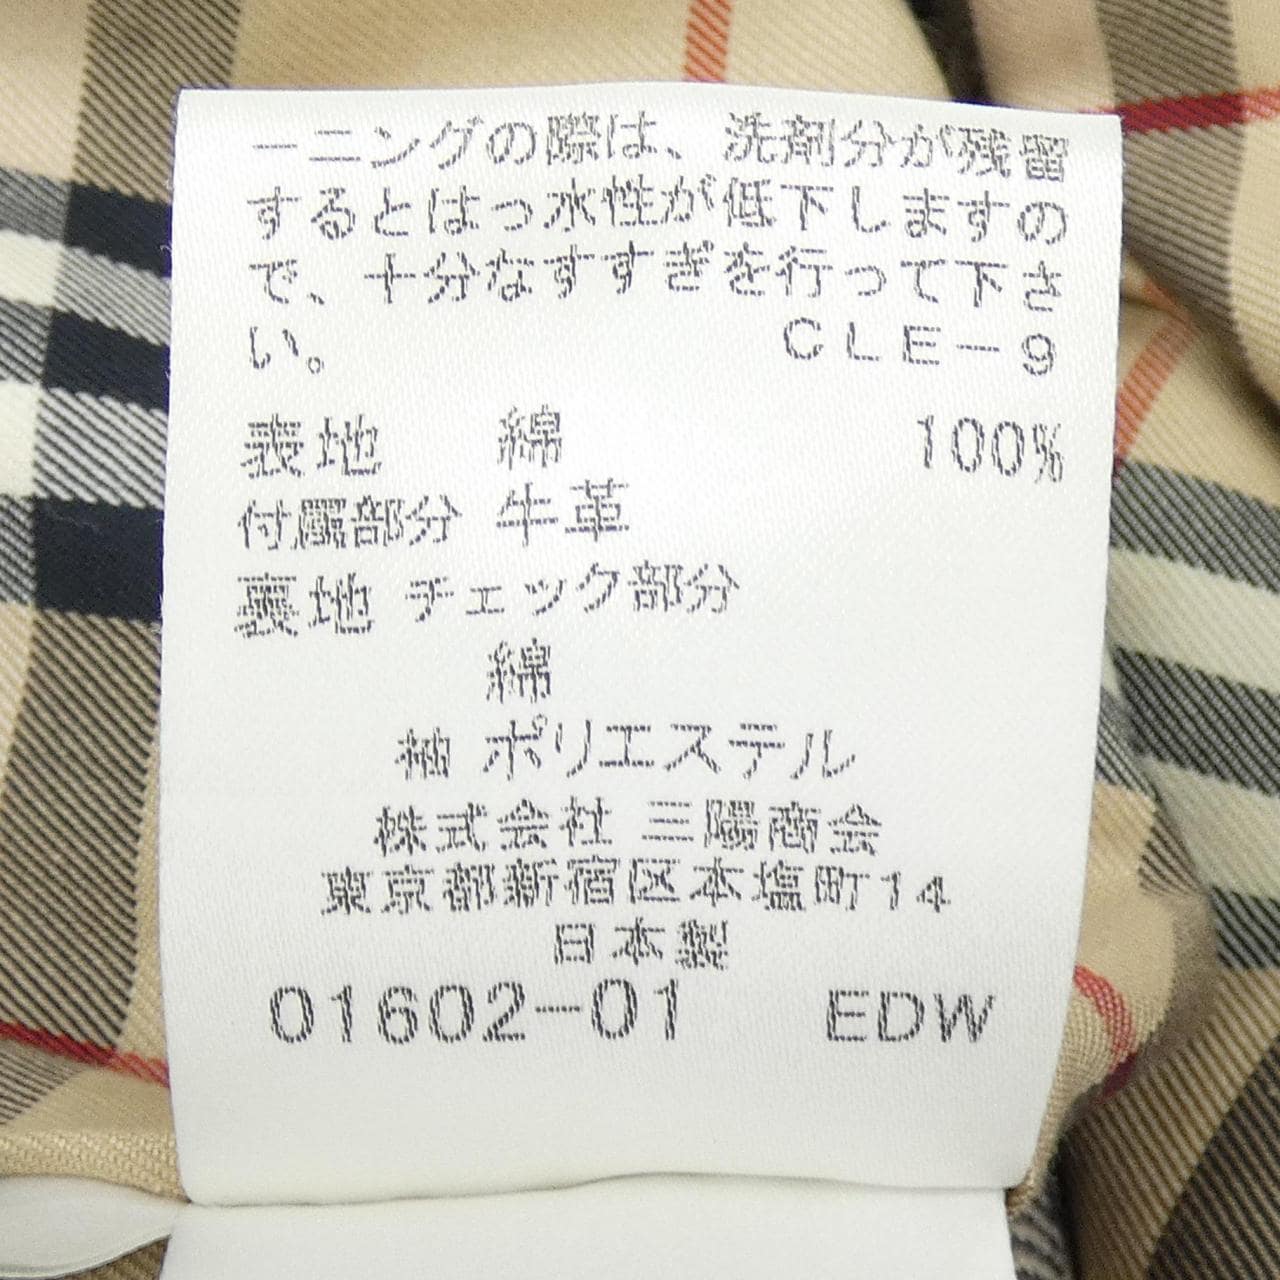 ーニングの際は、洗剤分が残留
するとはっ水性が低下しますの
で、十分なすすぎを行って下さ
い。 CLE-9
表地 綿 100%
付属部分 牛革
裏地 チェック部分
綿
袖 ポリエステル
株式会社 三陽商会
東京都新宿区本塩町14
日本製
01602-01 EDW